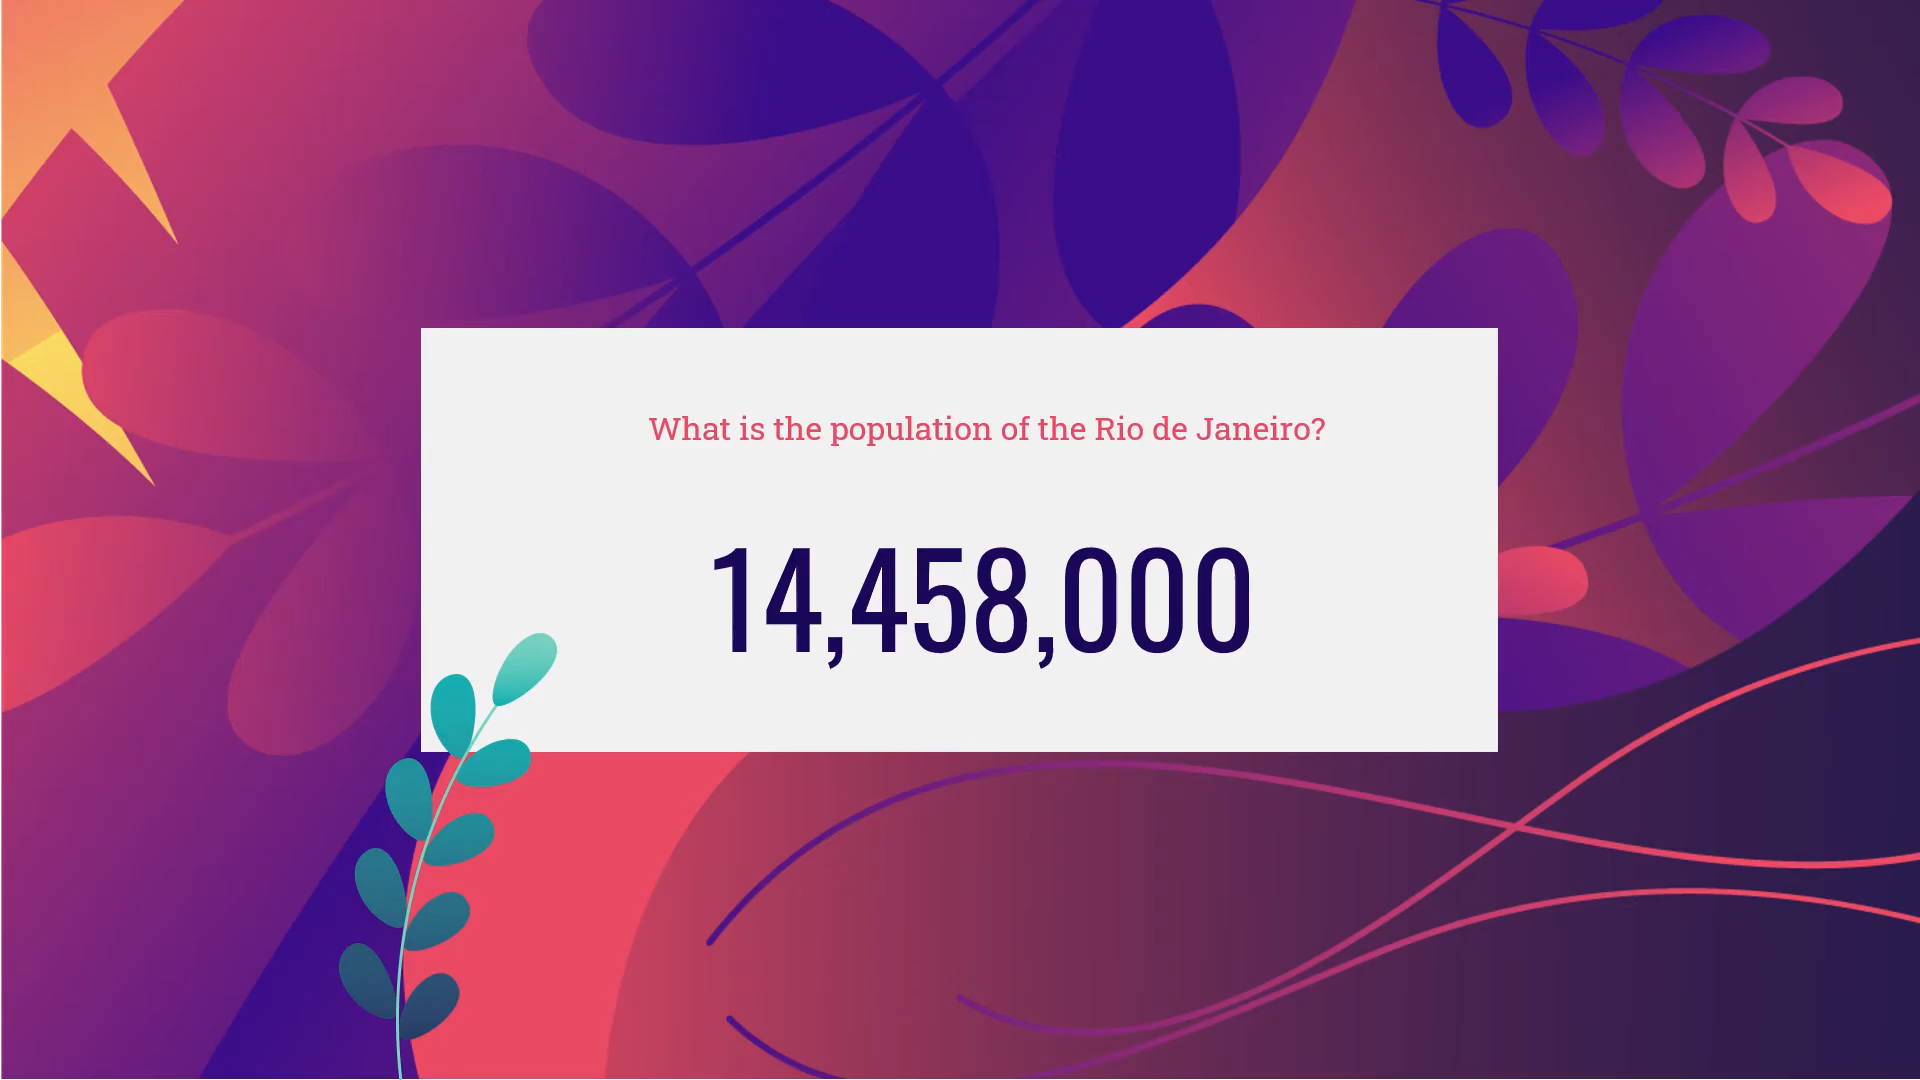 What is the population of the Rio de Janeiro?
14,458,000